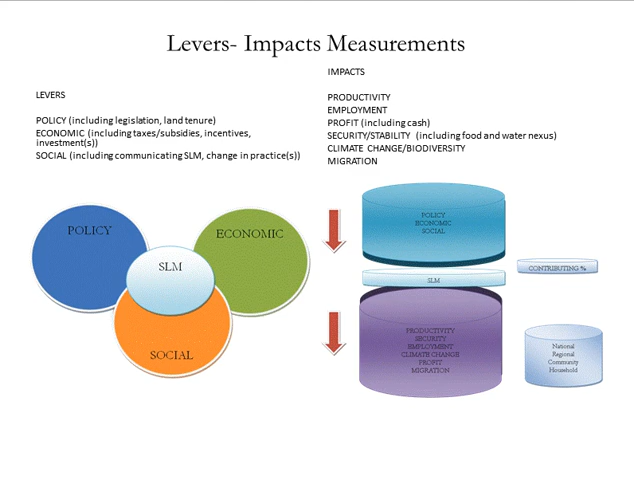 Levers- Impacts Measurements
LEVERS
POLICY (including legislation, land tenure)
ECONOMIC (including taxes/subsidies, incentives,
investment(s))
SOCIAL (including communicating SLM, change in practice(s))
IMPACTS
PRODUCTIVITY
EMPLOYMENT
PROFIT (including cash)
SECURITY/STABILITY (including food and water nexus)
CLIMATE CHANGE/BIODIVERSITY
MIGRATION
POLICY
ECONOMIC
SLM
SOCIAL
POLICY
ECONOMIC
SOCIAL
SLM
CONTRIBUTING %
PRODUCTIVITY
SECURITY
EMPLOYMENT
CLIMATE CHANGE
PROFIT
MIGRATION
National
Regional
Community
Household